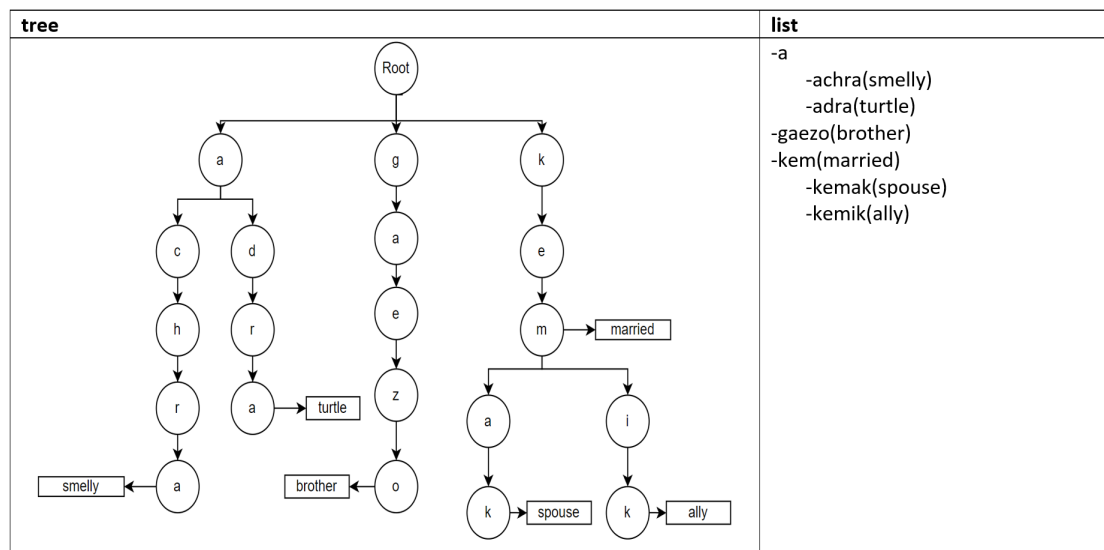 tree
list
Root
a g k
c d a e
h r e m married
r a turtle z a i
smelly a brother o k spouse k ally
-a
-achra(smelly)
-adra(turtle)
-gaezo(brother)
-kem(married)
-kemak(spouse)
-kemik(ally)